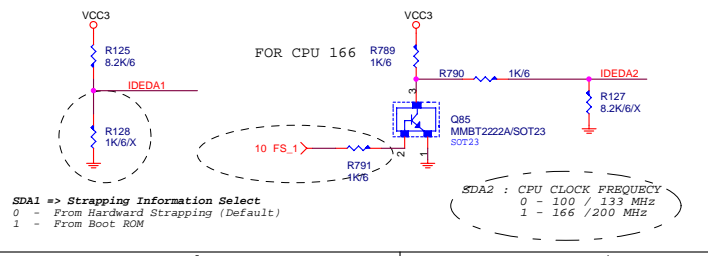 VCC3
VCC3
R125
8.2K/6
FOR CPU 166
R789
1K/6
IDEDA1
R790
1K/6
IDEDA2
3
R127
8.2K/6/X
R128
1K/6/X
Q85
MMBT2222A/SOT23
SOT23
10 FS_1
2
1
R791
1K/6
SDA1 => Strapping Information Select
0 - From Hardware Strapping (Default)
1 - From Boot ROM
SDA2 : CPU CLOCK FREQUECY
0 - 100 / 133 MHz
1 - 166 /200 MHz